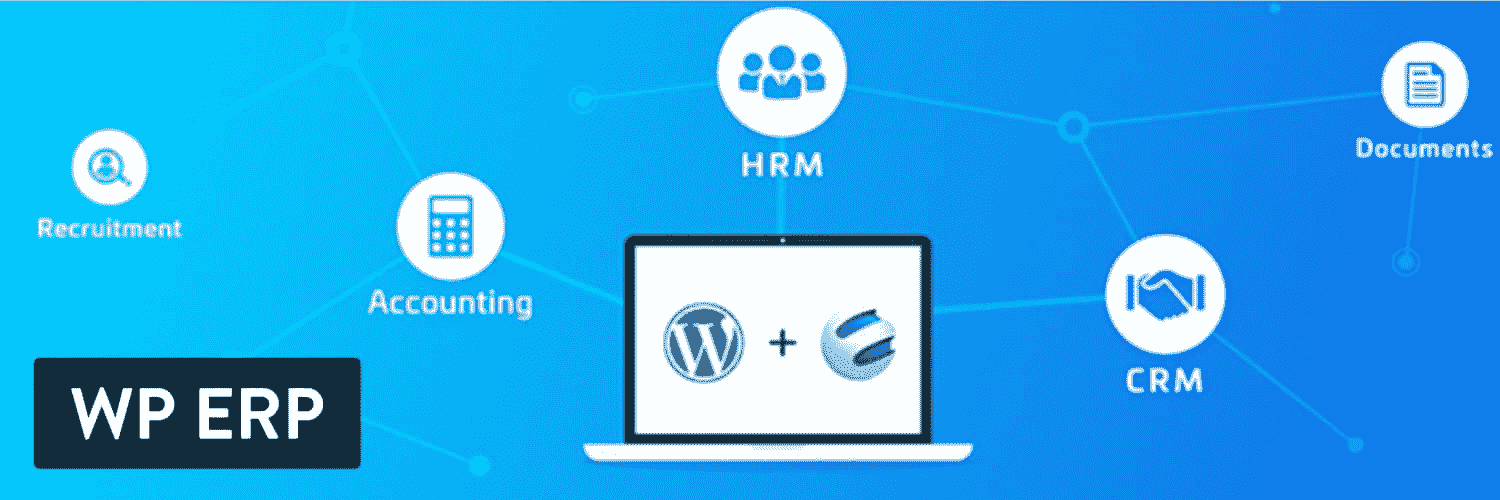 HRM
Documents
Recruitment
Accounting
W +
CRM
WP ERP